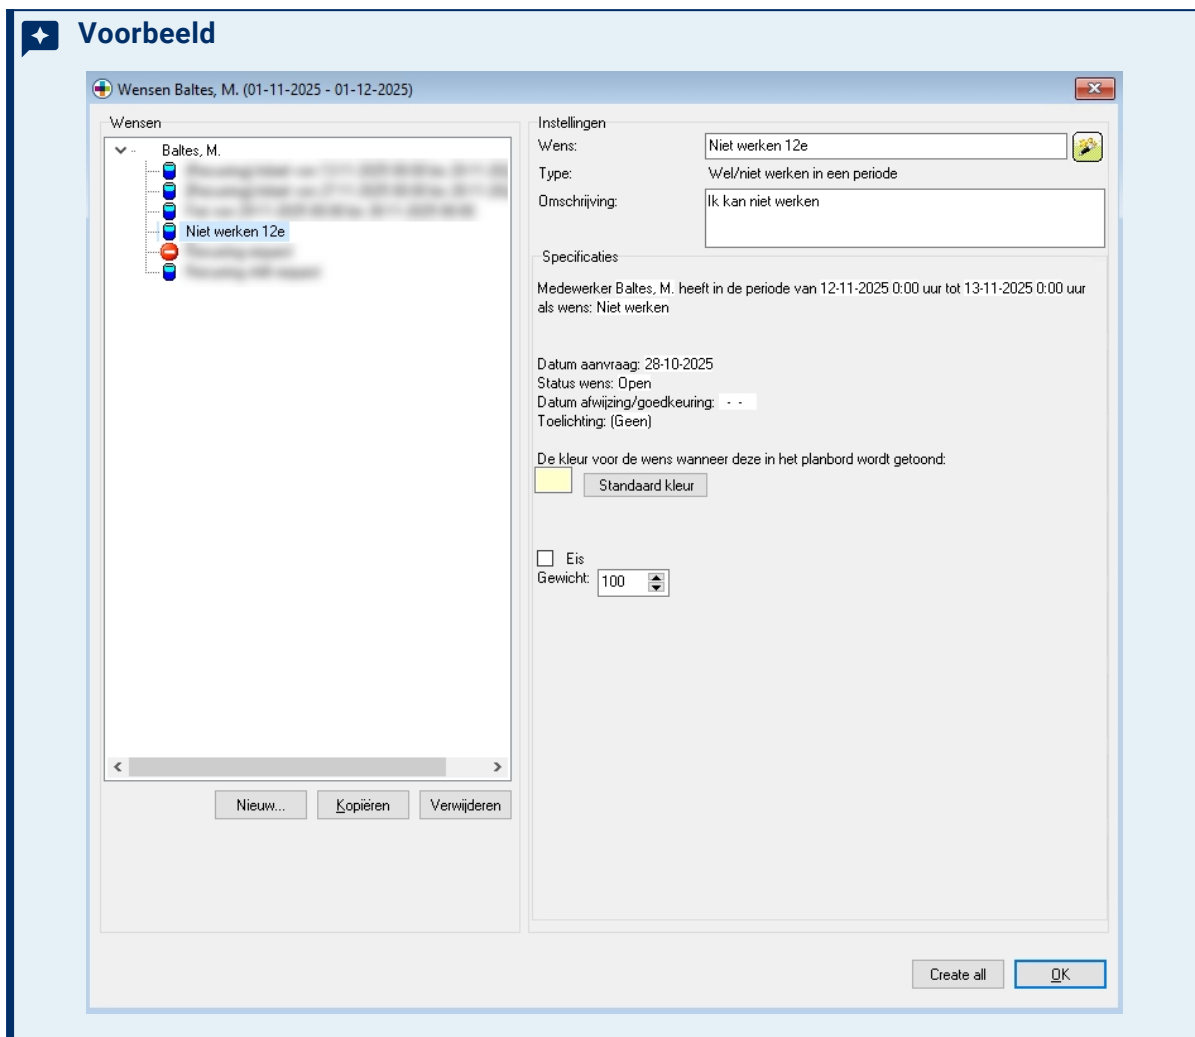 Voorbeeld
Wensen Baltes, M. (01-11-2025 - 01-12-2025)
Wensen
Baltes, M.
Niet werken 12e
Nieuw...
Kopiëren
Verwijderen
Instellingen
Wens: Niet werken 12e
Type: Wel/niet werken in een periode
Omschrijving: Ik kan niet werken
Specificaties
Medewerker Baltes, M. heeft in de periode van 12-11-2025 0:00 uur tot 13-11-2025 0:00 uur
als wens: Niet werken
Datum aanvraag: 28-10-2025
Status wens: Open
Datum afwijzing/goedkeuring: - -
Toelichting: (Geen)
De kleur voor de wens wanneer deze in het planbord wordt getoond:
Standaard kleur
Eis
Gewicht: 100
Create all
OK